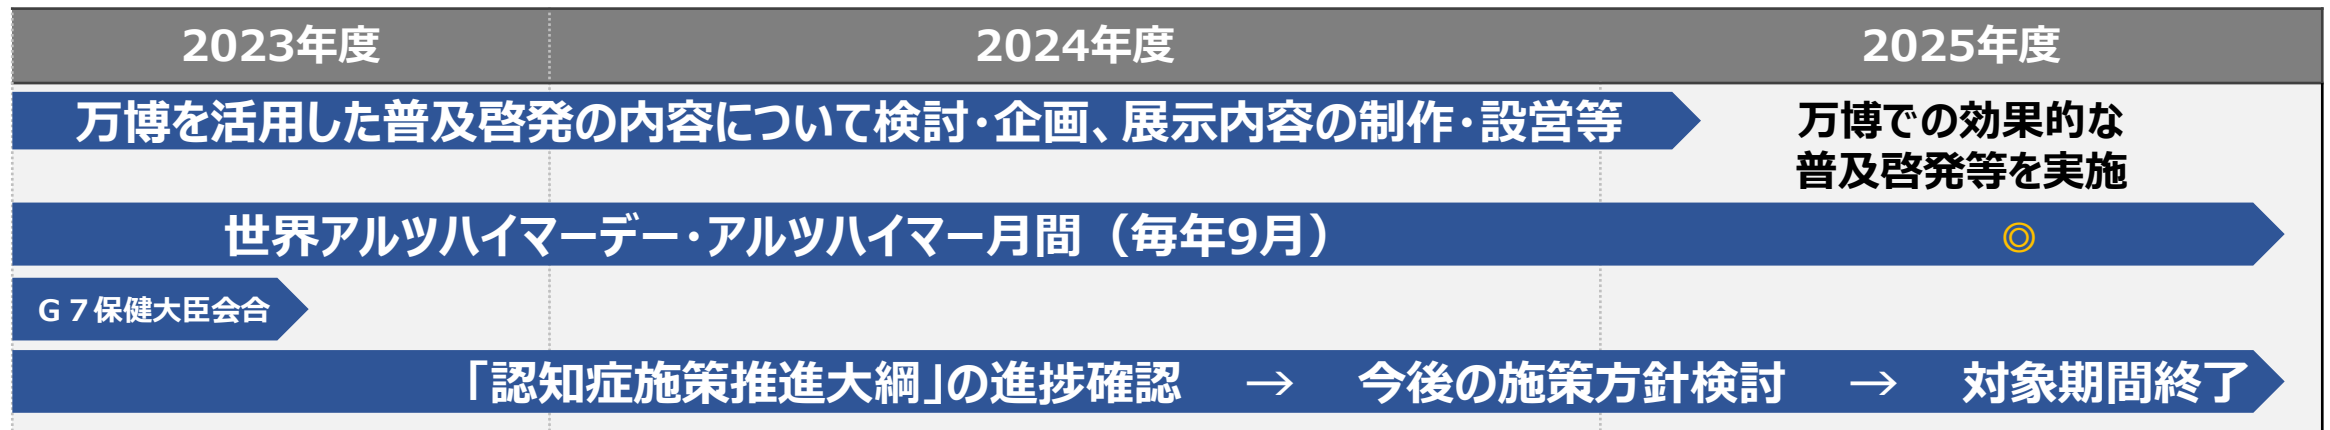 2023年度 2024年度 2025年度
万博を活用した普及啓発の内容について検討・企画、展示内容の制作・設営等
万博での効果的な
普及啓発等を実施
世界アルツハイマーデー・アルツハイマー月間（毎年9月） ◎
Ｇ７保健大臣会合
「認知症施策推進大綱」の進捗確認 → 今後の施策方針検討 → 対象期間終了